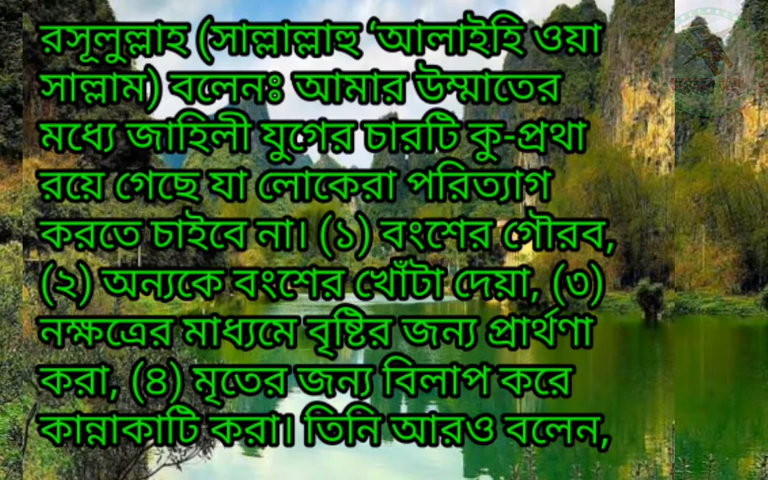 রসূলুল্লাহ (সাল্লাল্লাহু ‘আলাইহি ওয়া
সাল্লাম) বলেনঃ আমার উম্মাতের
মধ্যে জাহিলী যুগের চারটি কু-প্রথা
রয়ে গেছে যা লোকেরা পরিত্যাগ
করতে চাইবে না। (১) বংশের গৌরব,
(২) অন্যকে বংশের খোঁটা দেয়া, (৩)
নক্ষত্রের মাধ্যমে বৃষ্টির জন্য প্রার্থণা
করা, (৪) মৃতের জন্য বিলাপ করে
কান্নাকাটি করা। তিনি আরও বলেন,